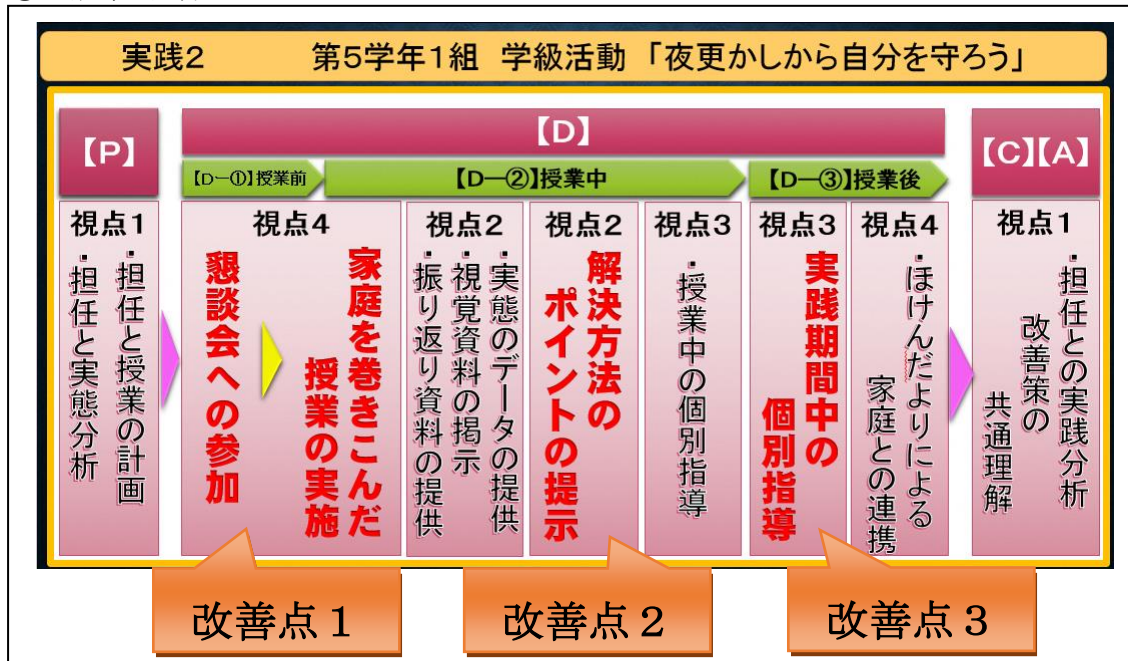 実践2 第5学年1組 学級活動 「夜更かしから自分を守ろう」
【P】
【D】
【C】【A】
【D―①】授業前
【D―②】授業中
【D―③】授業後
視点1
・担任と授業の計画
・担任と実態分析
視点4
懇談会への参加
家庭を巻きこんだ
授業の実施
視点2
・実態のデータの提供
・視覚資料の掲示
・振り返り資料の提供
視点2
解決方法の
ポイントの提示
視点3
・授業中の個別指導
視点3
実践期間中の
個別指導
視点4
・ほけんだよりによる
家庭との連携
視点1
・担任との実践分析
改善策の
共通理解
改善点1
改善点2
改善点3